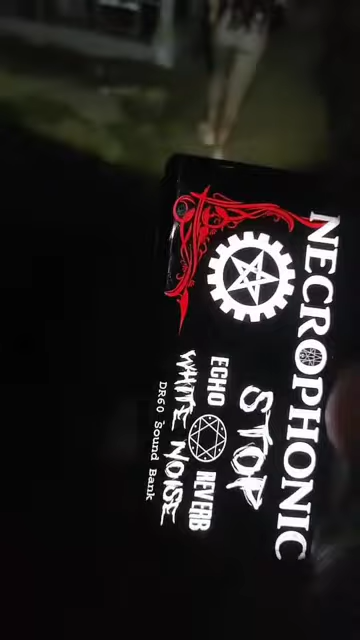 NECROPHONIC
STOP
ECHO REVERB
WHITE NOISE
DR60 Sound Bank